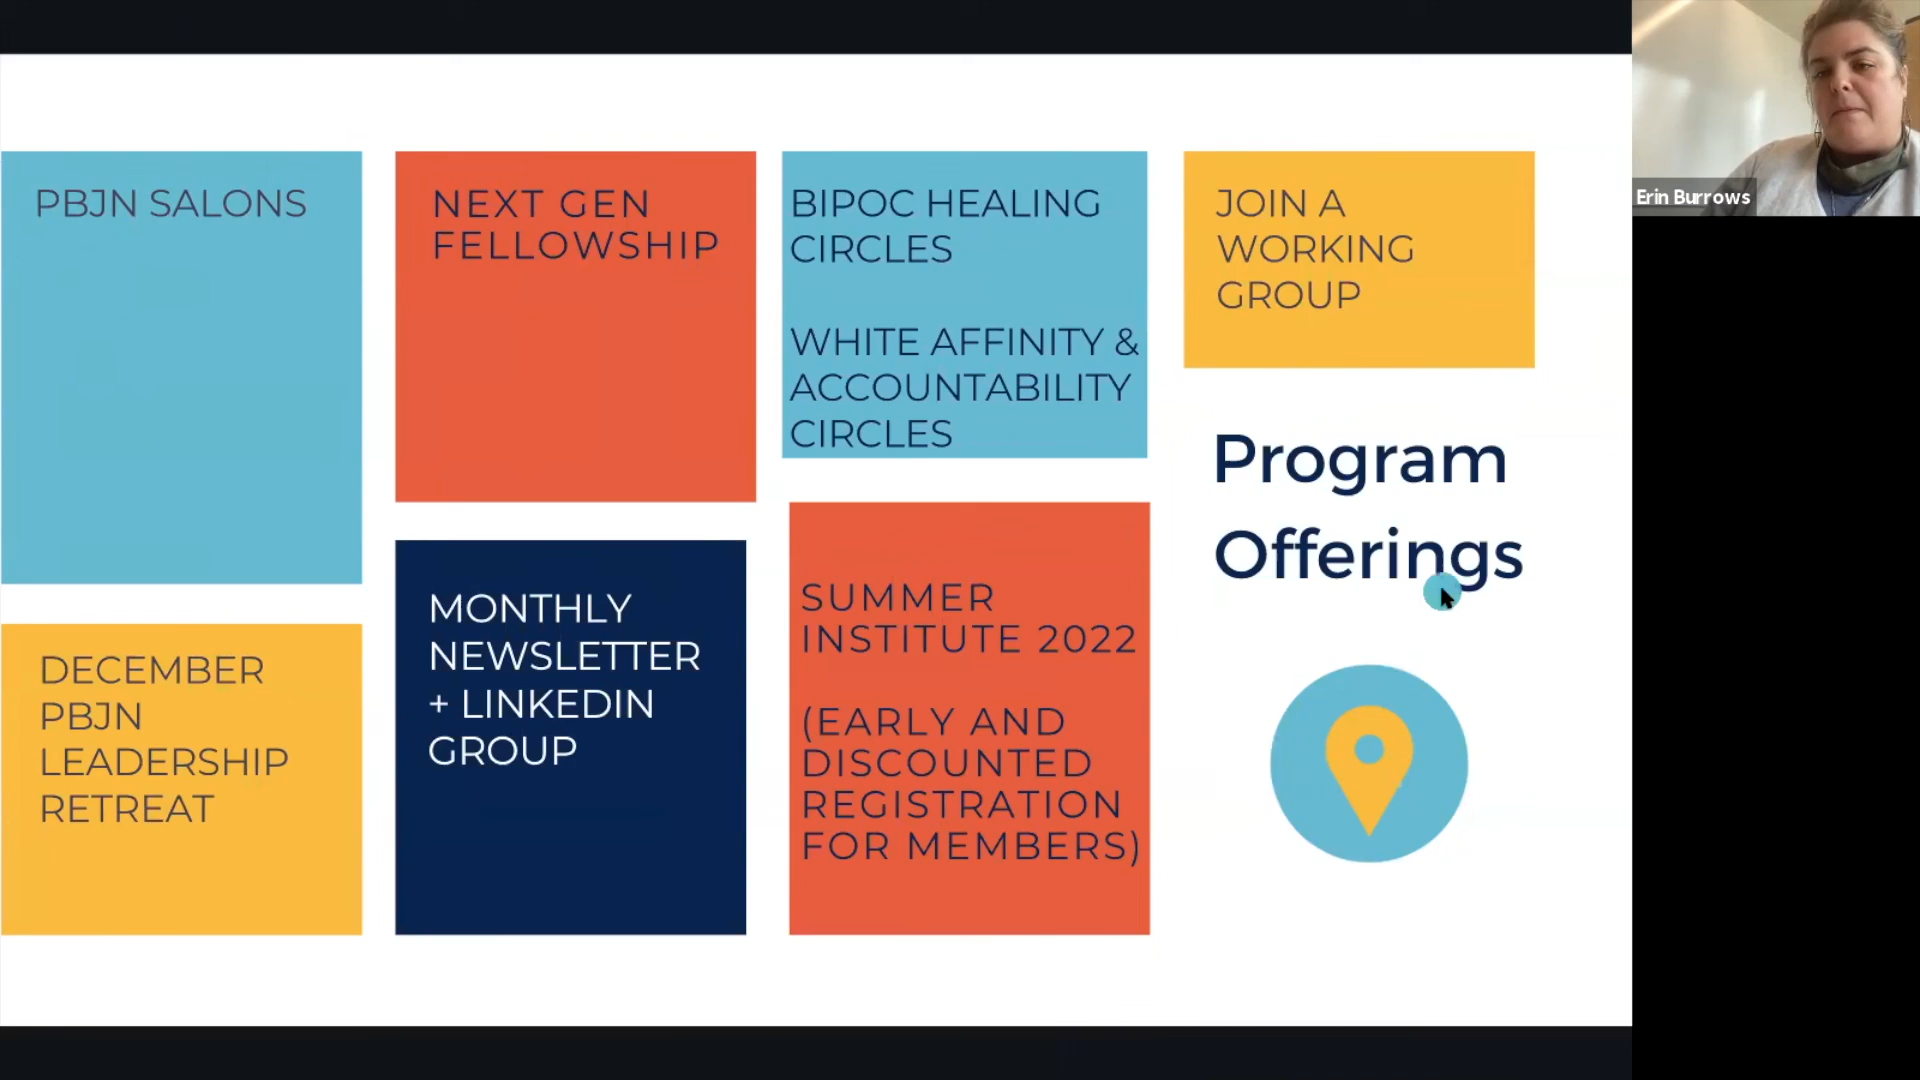 PBJN SALONS
NEXT GEN
FELLOWSHIP
BIPOC HEALING
CIRCLES
WHITE AFFINITY &
ACCOUNTABILITY
CIRCLES
JOIN A
WORKING
GROUP
Program
Offerings
DECEMBER
PBJN
LEADERSHIP
RETREAT
MONTHLY
NEWSLETTER
+ LINKEDIN
GROUP
SUMMER
INSTITUTE 2022
(EARLY AND
DISCOUNTED
REGISTRATION
FOR MEMBERS)
Erin Burrows